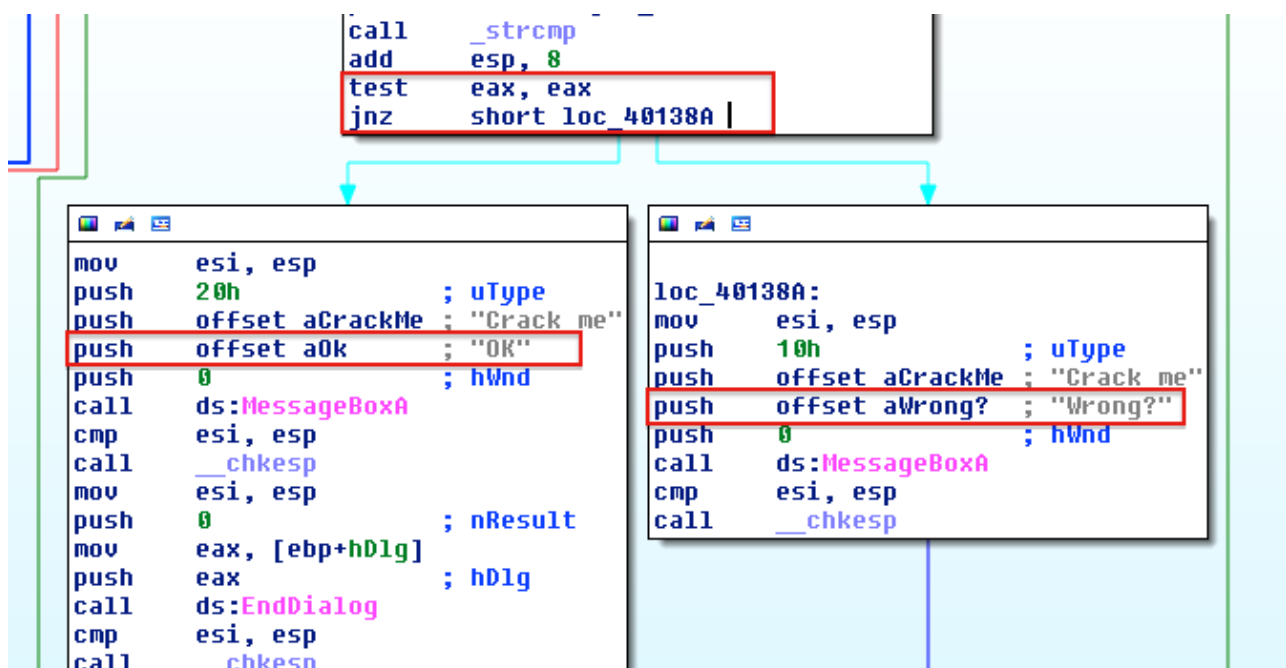 call _strcmp
add esp, 8
test eax, eax
jnz short loc_40138A
mov esi, esp
push 20h ; uType
push offset aCrackMe ; "Crack me"
push offset aOk ; "OK"
push 0 ; hWnd
call ds:MessageBoxA
cmp esi, esp
call __chkesp
mov esi, esp
push 0 ; nResult
mov eax, [ebp+hDlg]
push eax ; hDlg
call ds:EndDialog
cmp esi, esp
call __chkesp
loc_40138A:
mov esi, esp
push 10h ; uType
push offset aCrackMe ; "Crack me"
push offset aWrong? ; "Wrong?"
push 0 ; hWnd
call ds:MessageBoxA
cmp esi, esp
call __chkesp